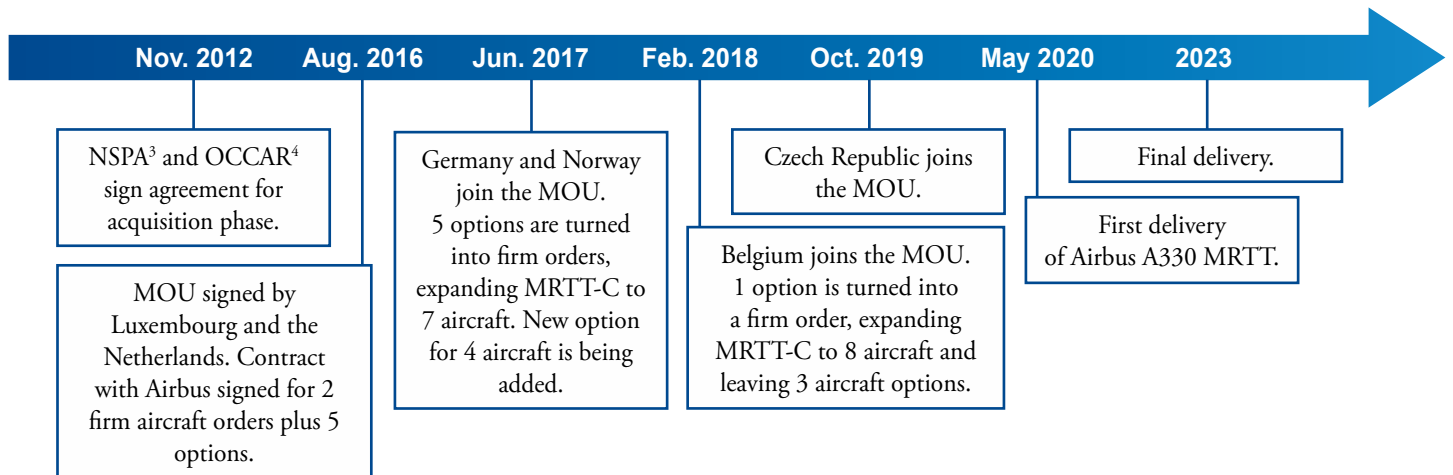 Nov. 2012
Aug. 2016
Jun. 2017
Feb. 2018
Oct. 2019
May 2020
2023
NSPA³ and OCCAR⁴
sign agreement for
acquisition phase.
MOU signed by
Luxembourg and the
Netherlands. Contract
with Airbus signed for 2
firm aircraft orders plus 5
options.
Germany and Norway
join the MOU.
5 options are turned
into firm orders,
expanding MRTT-C to
7 aircraft. New option
for 4 aircraft is being
added.
Belgium joins the MOU.
1 option is turned into
a firm order, expanding
MRTT-C to 8 aircraft and
leaving 3 aircraft options.
Czech Republic joins
the MOU.
First delivery
of Airbus A330 MRTT.
Final delivery.